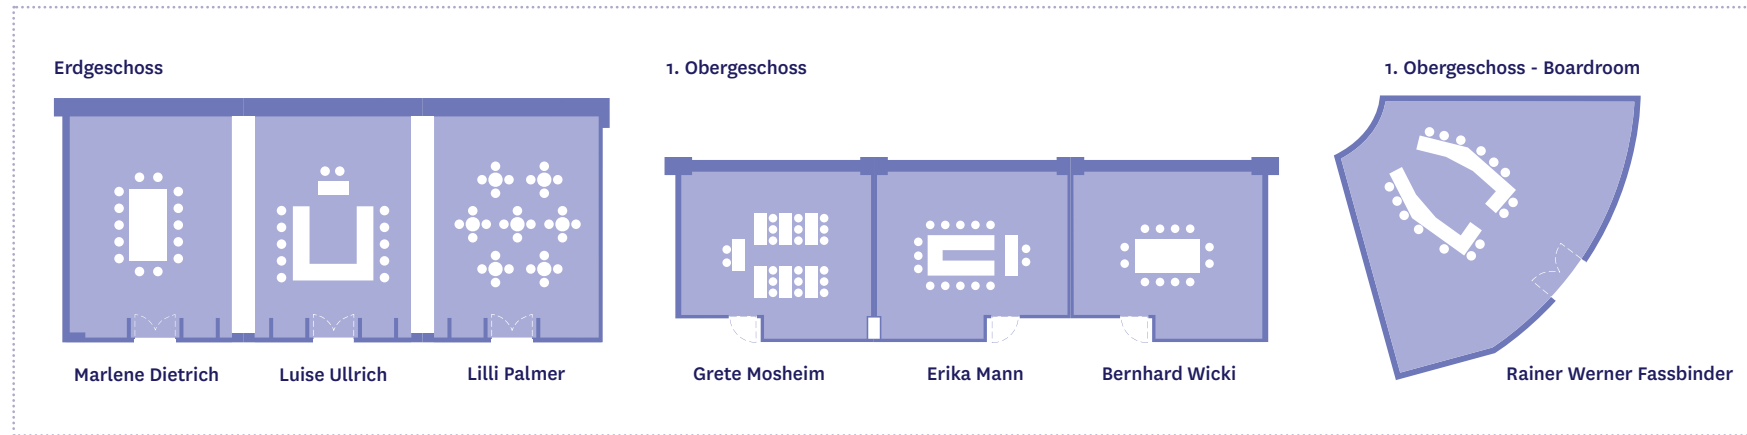 Erdgeschoss
1. Obergeschoss
1. Obergeschoss - Boardroom
Marlene Dietrich
Luise Ullrich
Lilli Palmer
Grete Mosheim
Erika Mann
Bernhard Wicki
Rainer Werner Fassbinder